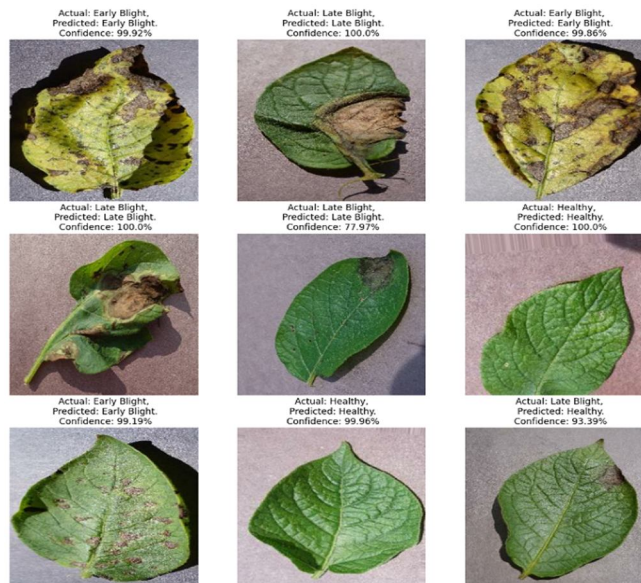 Actual: Early Blight,
Predicted: Early Blight.
Confidence: 99.92%
Actual: Late Blight,
Predicted: Late Blight.
Confidence: 100.0%
Actual: Early Blight,
Predicted: Early Blight.
Confidence: 99.86%
Actual: Late Blight,
Predicted: Late Blight.
Confidence: 100.0%
Actual: Late Blight,
Predicted: Late Blight.
Confidence: 77.97%
Actual: Healthy,
Predicted: Healthy.
Confidence: 100.0%
Actual: Early Blight,
Predicted: Early Blight.
Confidence: 99.19%
Actual: Healthy,
Predicted: Healthy.
Confidence: 99.96%
Actual: Late Blight,
Predicted: Healthy.
Confidence: 93.39%